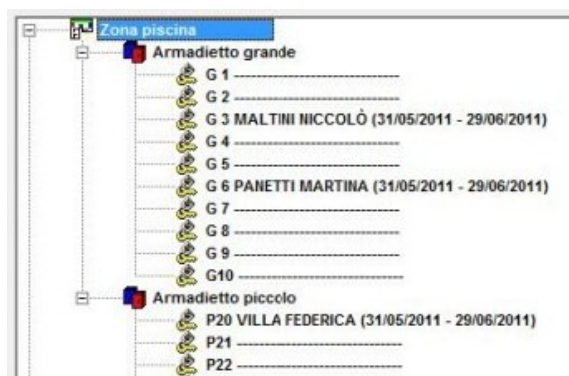 Zona piscina
Armadietto grande
G 1 --------------------------------
G 2 --------------------------------
G 3 MALTINI NICCOLÒ (31/05/2011 - 29/06/2011)
G 4 --------------------------------
G 5 --------------------------------
G 6 PANETTI MARTINA (31/05/2011 - 29/06/2011)
G 7 --------------------------------
G 8 --------------------------------
G 9 --------------------------------
G10 --------------------------------
Armadietto piccolo
P20 VILLA FEDERICA (31/05/2011 - 29/06/2011)
P21 --------------------------------
P22 --------------------------------